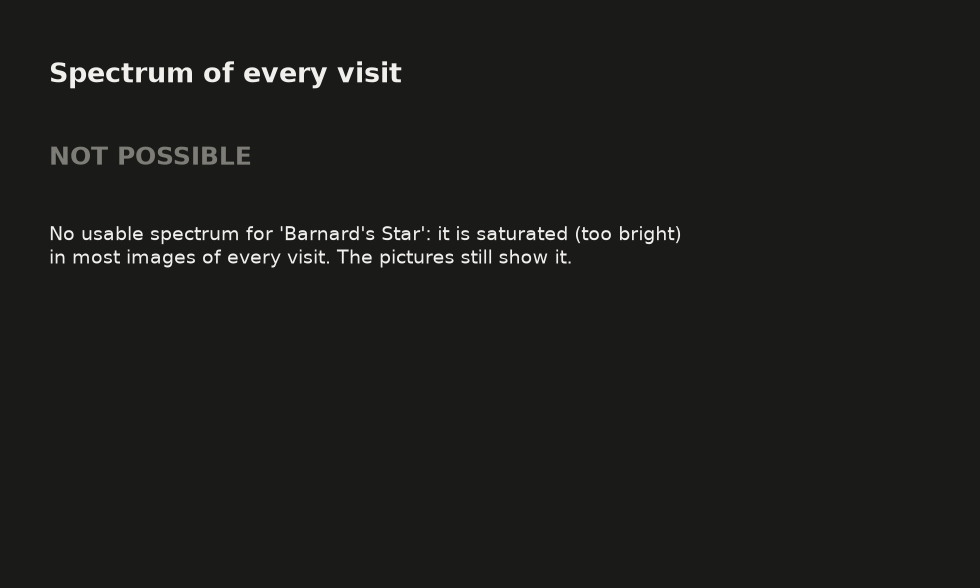 Spectrum of every visit
NOT POSSIBLE
No usable spectrum for 'Barnard's Star': it is saturated (too bright)
in most images of every visit. The pictures still show it.